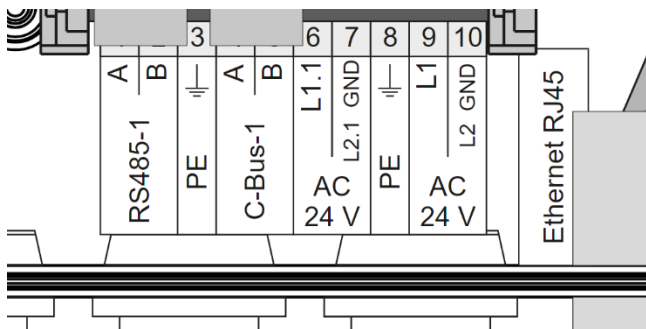 3 6 7 8 9 10
A B A B L1.1 L2.1 GND L1 L2 GND
RS485-1 PE C-Bus-1 AC PE AC
24 V 24 V
Ethernet RJ45